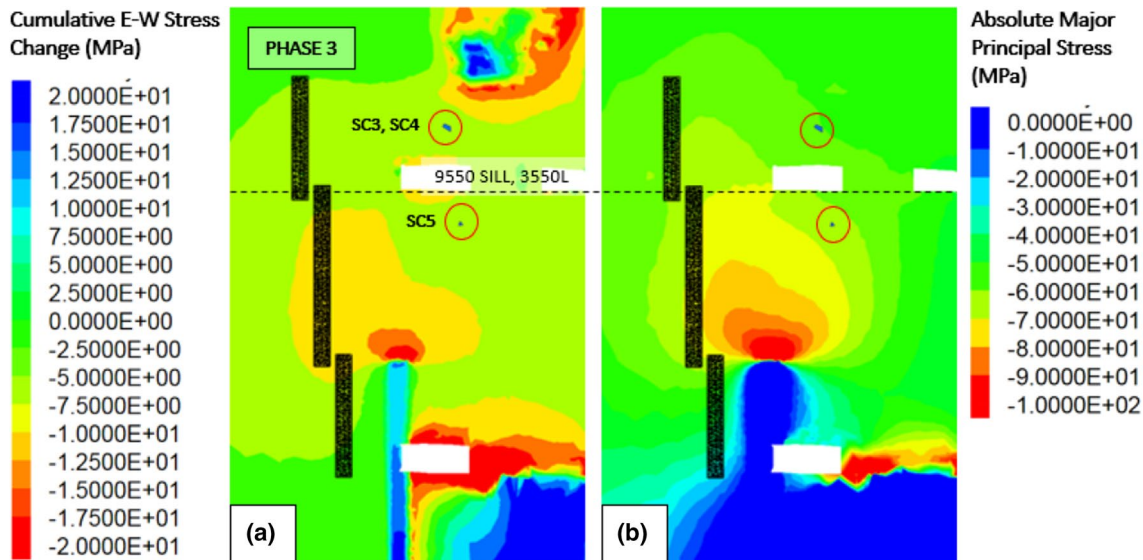 Cumulative E-W Stress
Change (MPa)
2.0000E+01
1.7500E+01
1.5000E+01
1.2500E+01
1.0000E+01
7.5000E+00
5.0000E+00
2.5000E+00
0.0000E+00
-2.5000E+00
-5.0000E+00
-7.5000E+00
-1.0000E+01
-1.2500E+01
-1.5000E+01
-1.7500E+01
-2.0000E+01
PHASE 3
SC3, SC4
9550 SILL, 3550L
SC5
(a)
(b)
Absolute Major
Principal Stress
(MPa)
0.0000E+00
-1.0000E+01
-2.0000E+01
-3.0000E+01
-4.0000E+01
-5.0000E+01
-6.0000E+01
-7.0000E+01
-8.0000E+01
-9.0000E+01
-1.0000E+02